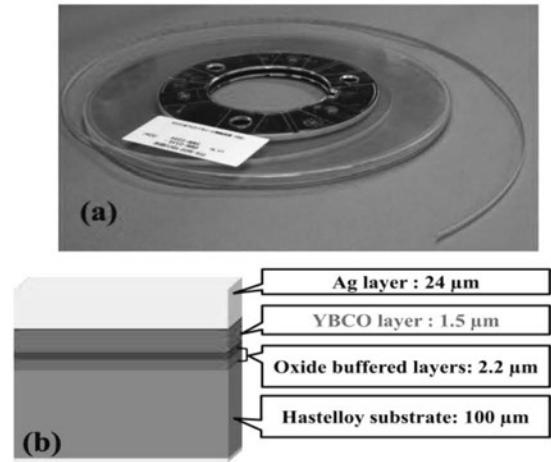 (a)
Ag layer : 24 µm
YBCO layer : 1.5 µm
Oxide buffered layers: 2.2 µm
Hastelloy substrate: 100 µm
(b)